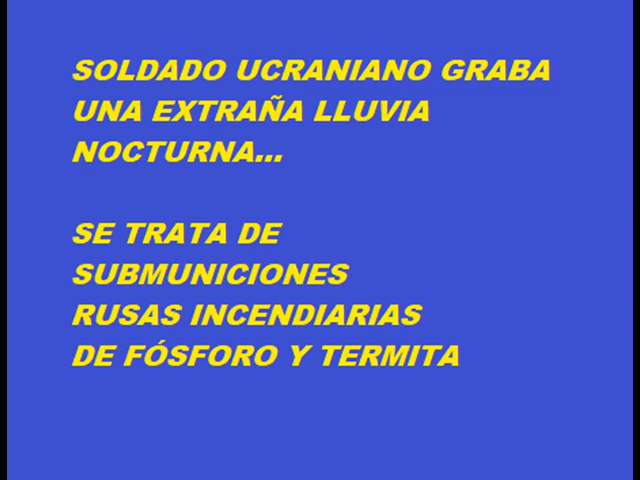 SOLDADO UCRANIANO GRABA
UNA EXTRAÑA LLUVIA
NOCTURNA...
SE TRATA DE
SUBMUNICIONES
RUSAS INCENDIARIAS
DE FÓSFORO Y TERMITA